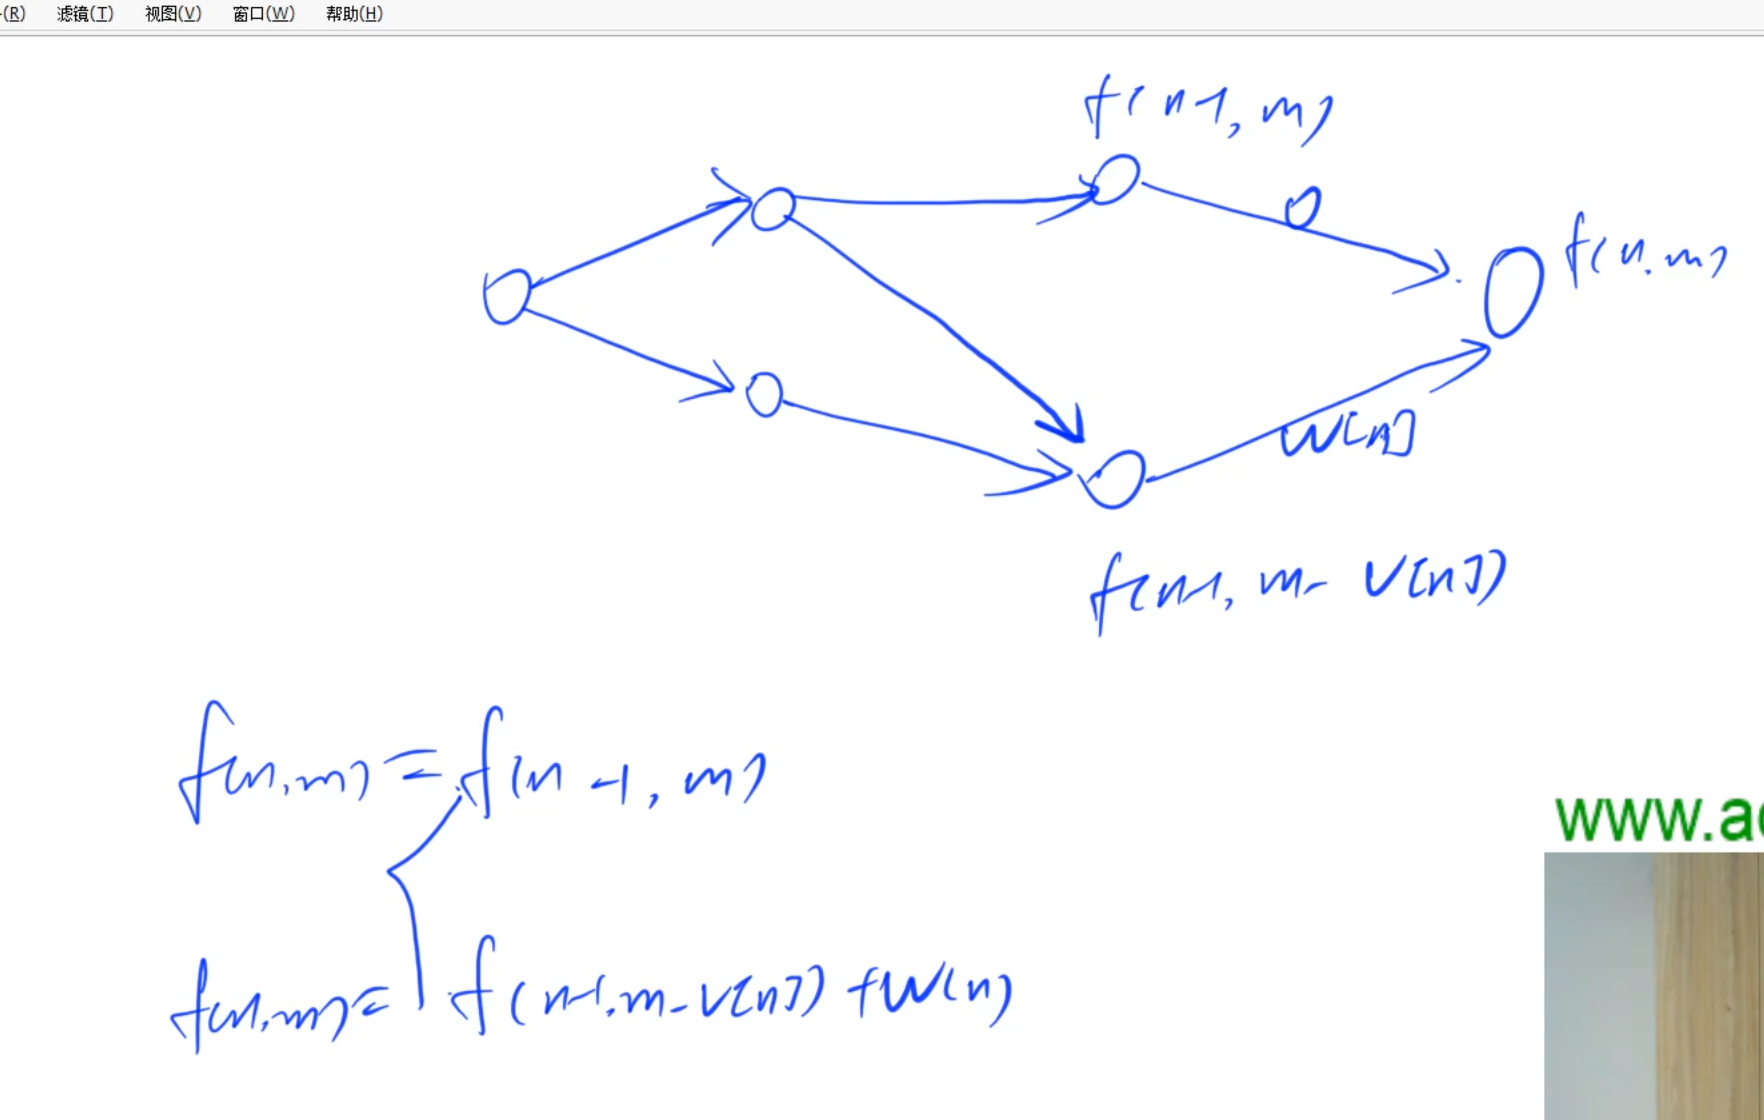 (R) 滤镜(T) 视图(V) 窗口(W) 帮助(H)
f(n-1, m)
0
f(n.m)
W[n]
f(n-1, m- V[n])
f(n,m) = f(n-1, m)
f(n,m)= f(n-1,m-V[n]) +W(n)
www.ac